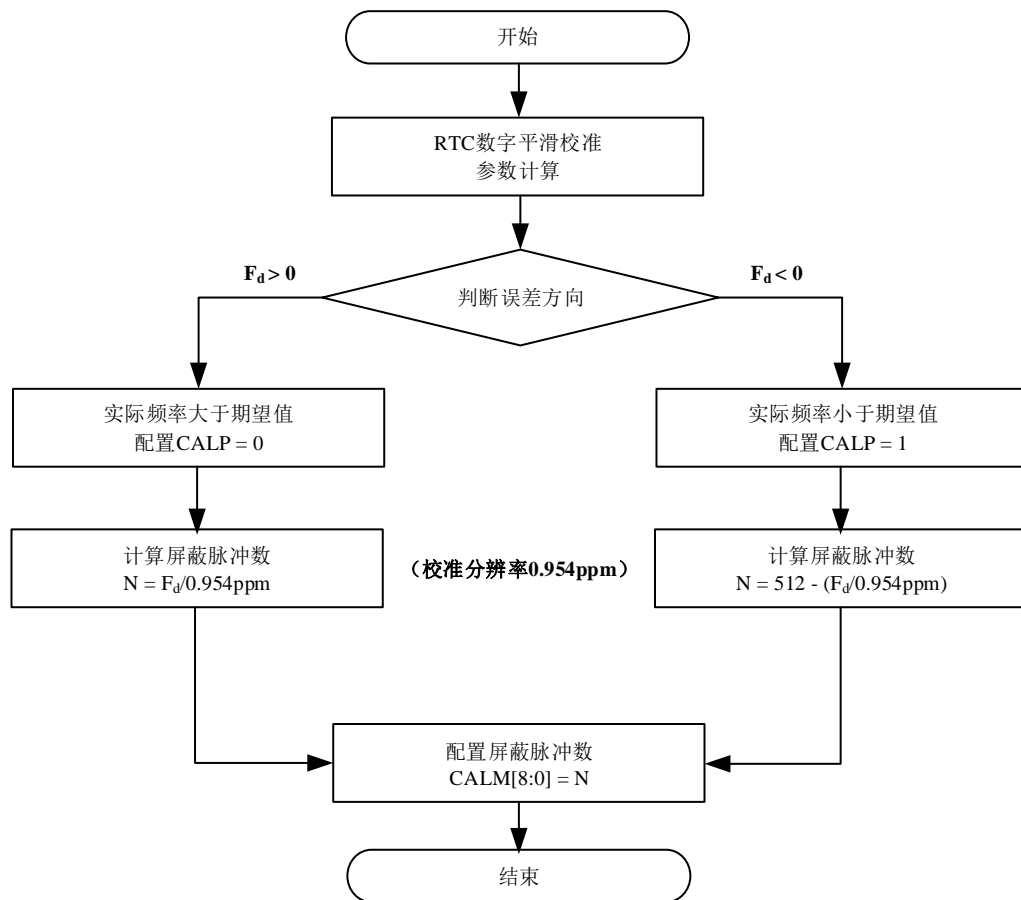 开始
RTC数字平滑校准
参数计算
F_d > 0
F_d < 0
判断误差方向
实际频率大于期望值
配置CALP = 0
实际频率小于期望值
配置CALP = 1
计算屏蔽脉冲数
N = F_d/0.954ppm
（校准分辨率0.954ppm）
计算屏蔽脉冲数
N = 512 - (F_d/0.954ppm)
配置屏蔽脉冲数
CALM[8:0] = N
结束